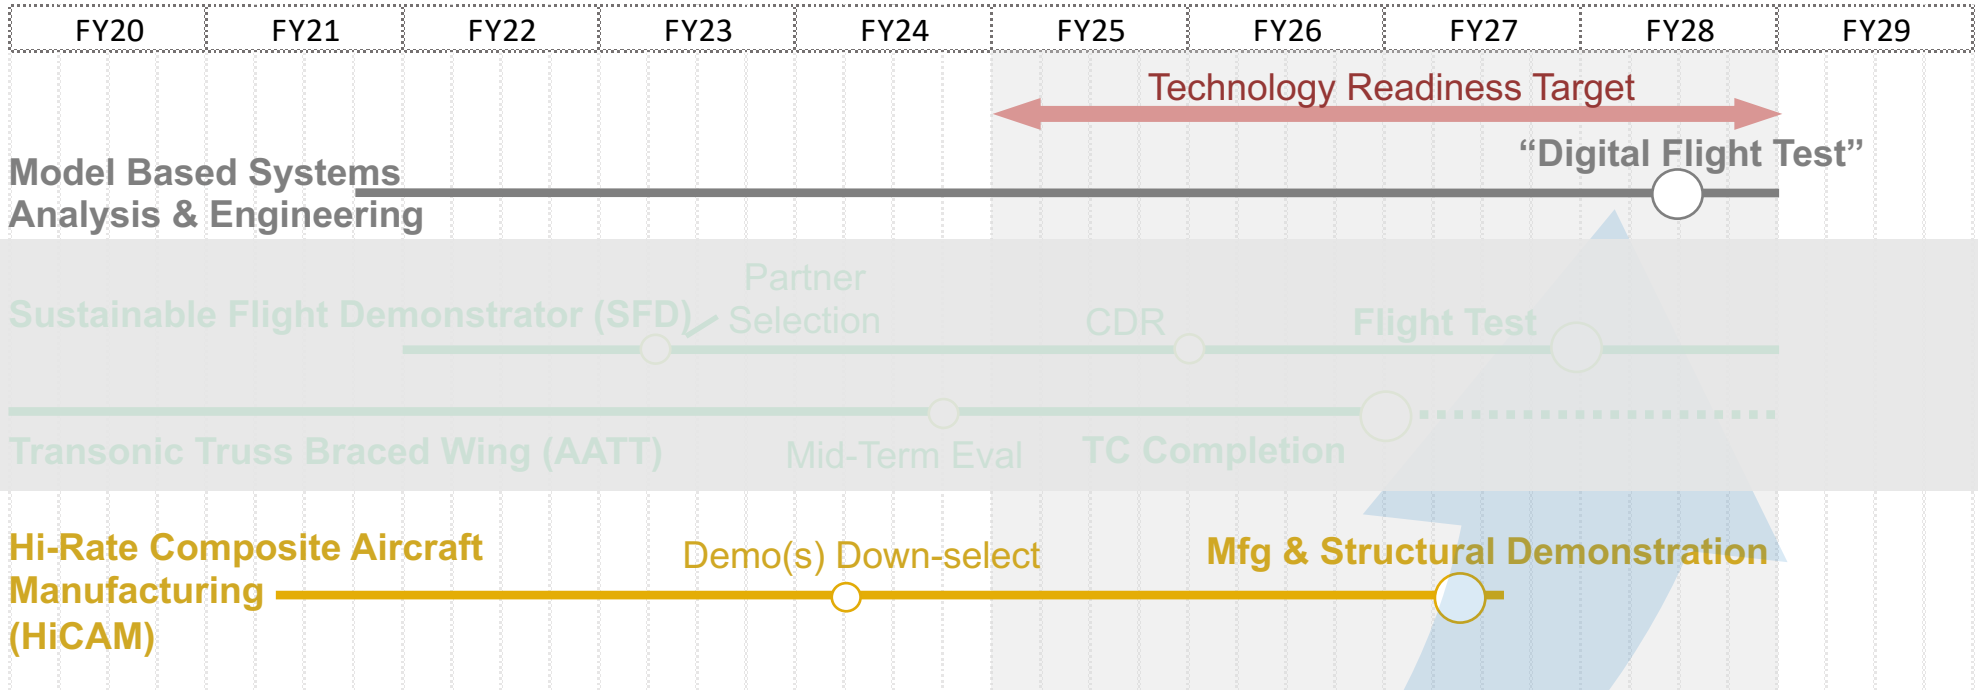 FY20 FY21 FY22 FY23 FY24 FY25 FY26 FY27 FY28 FY29
Technology Readiness Target
“Digital Flight Test”
Model Based Systems
Analysis & Engineering
Partner
Selection
Sustainable Flight Demonstrator (SFD)
CDR
Flight Test
Transonic Truss Braced Wing (AATT)
Mid-Term Eval
TC Completion
Hi-Rate Composite Aircraft
Manufacturing
(HiCAM)
Demo(s) Down-select
Mfg & Structural Demonstration